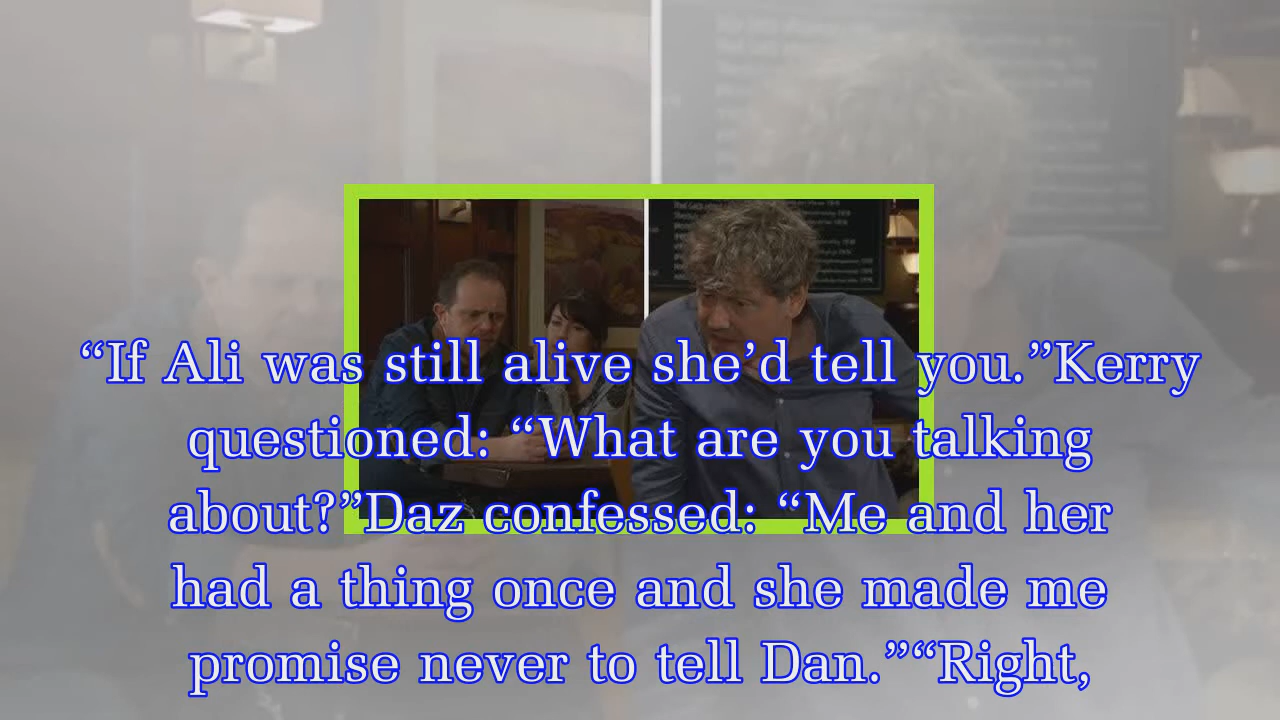 “If Ali was still alive she’d tell you.”Kerry
questioned: “What are you talking
about?”Daz confessed: “Me and her
had a thing once and she made me
promise never to tell Dan.”“Right,